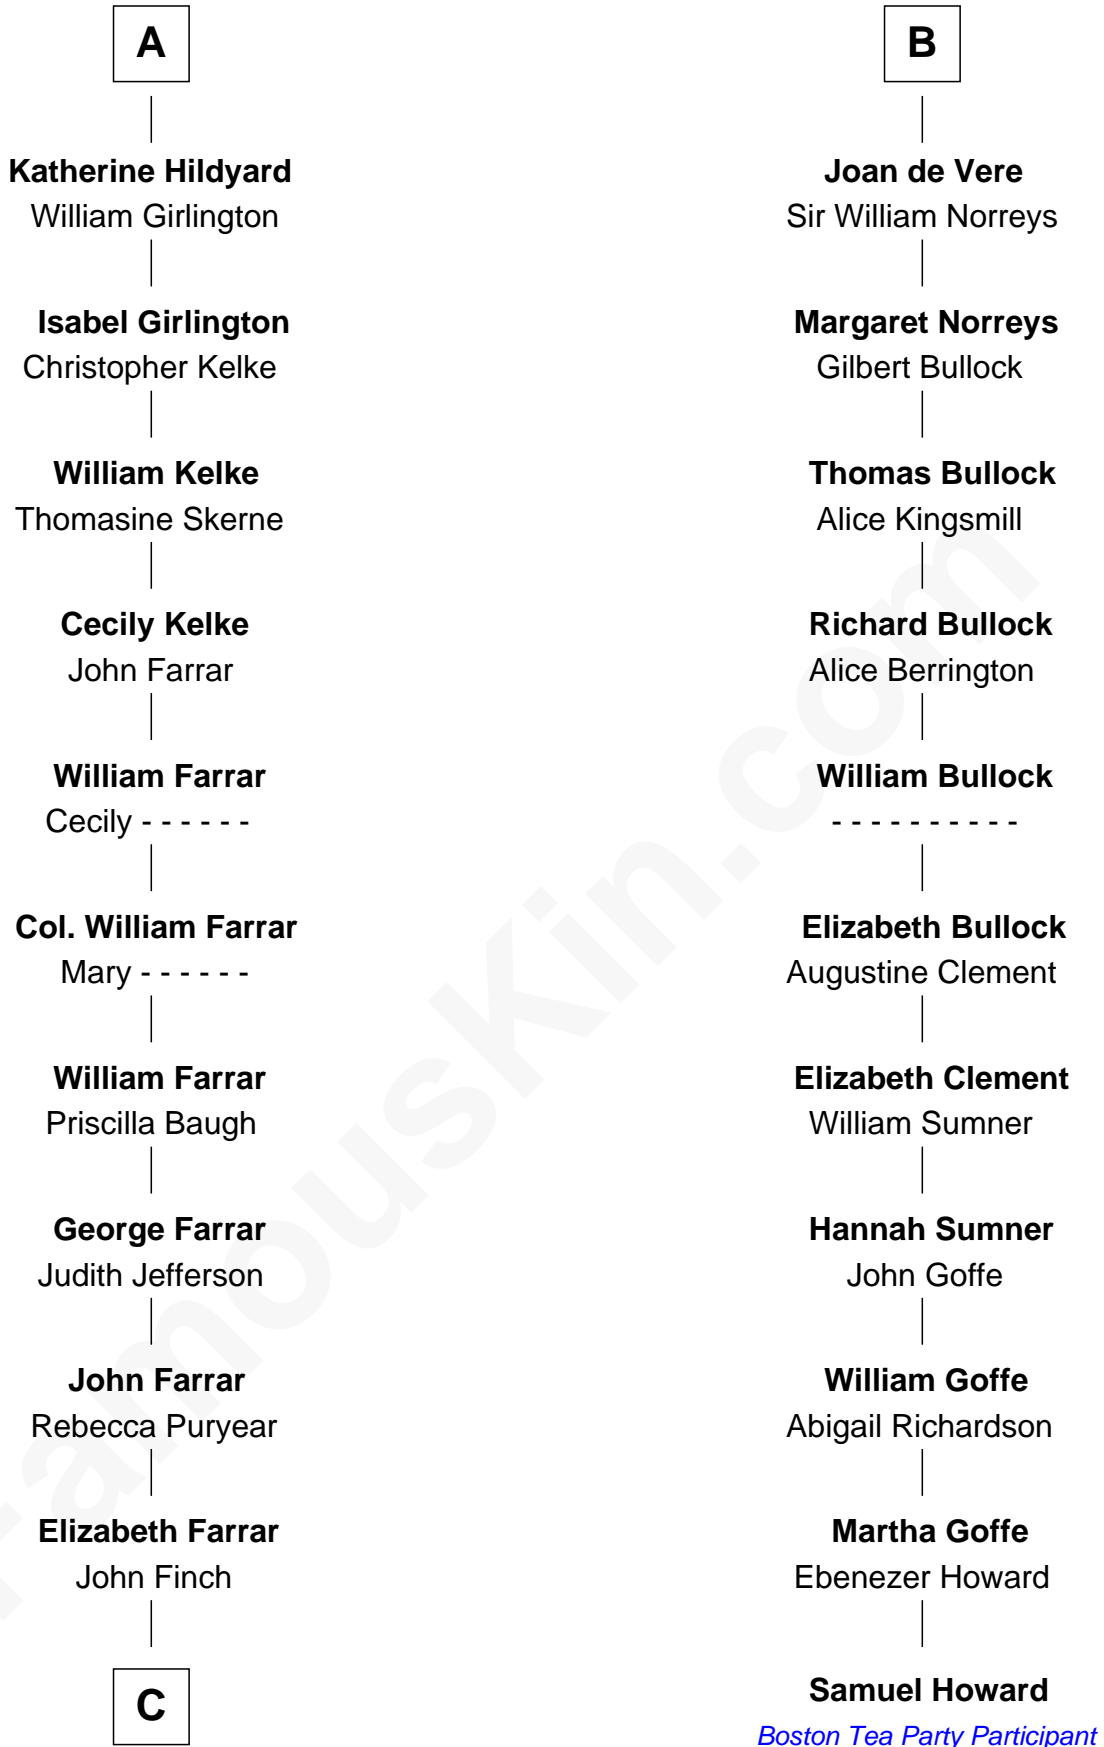 A
Katherine Hildyard
William Girlington
Isabel Girlington
Christopher Kelke
William Kelke
Thomasine Skerne
Cecily Kelke
John Farrar
William Farrar
Cecily - - - - - -
Col. William Farrar
Mary - - - - - -
William Farrar
Priscilla Baugh
George Farrar
Judith Jefferson
John Farrar
Rebecca Puryear
Elizabeth Farrar
John Finch
C
B
Joan de Vere
Sir William Norreys
Margaret Norreys
Gilbert Bullock
Thomas Bullock
Alice Kingsmill
Richard Bullock
Alice Berrington
William Bullock
- - - - - - - - - -
Elizabeth Bullock
Augustine Clement
Elizabeth Clement
William Sumner
Hannah Sumner
John Goffe
William Goffe
Abigail Richardson
Martha Goffe
Ebenezer Howard
Samuel Howard
Boston Tea Party Participant
FamousKin.com